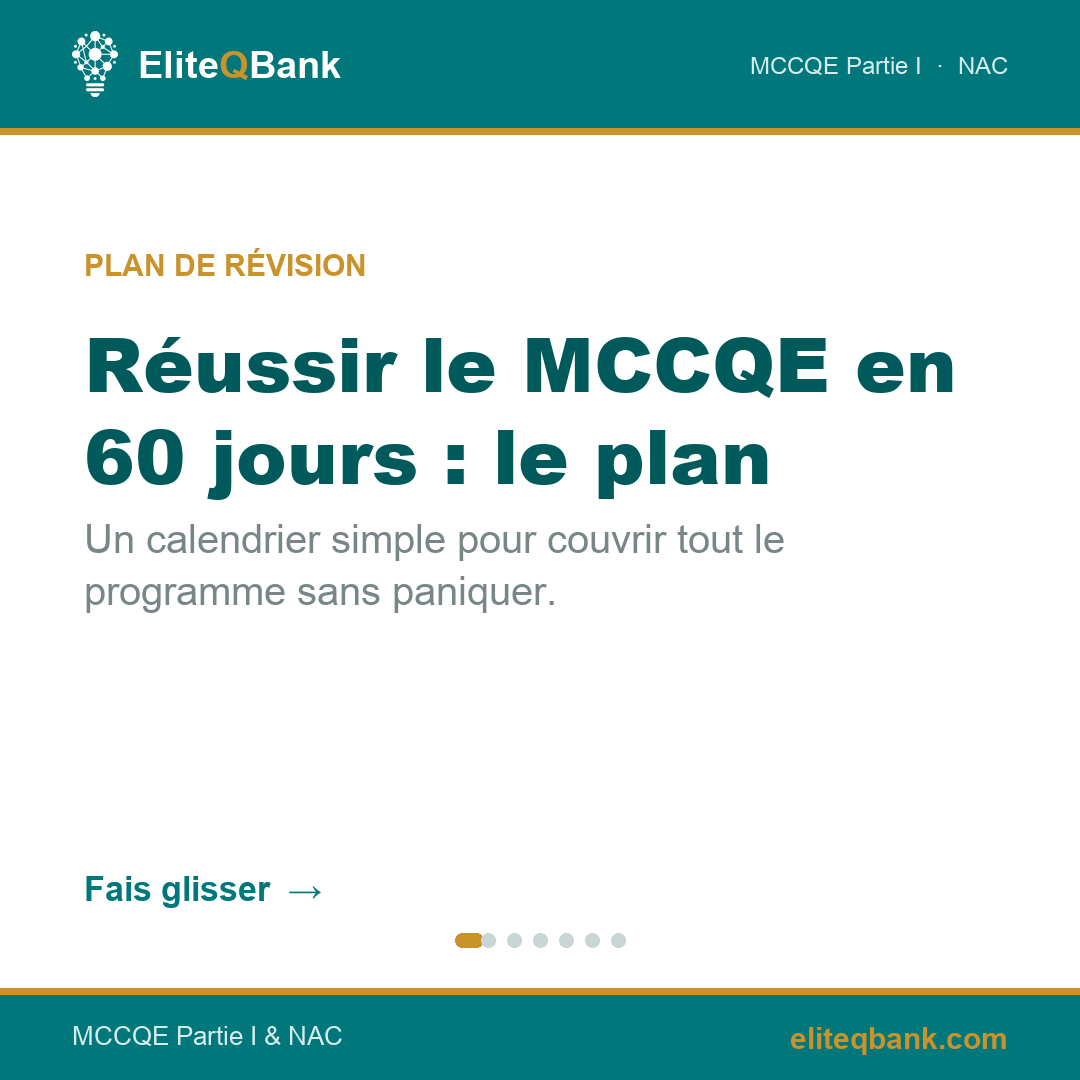 EliteQBank
MCCQE Partie I · NAC
PLAN DE RÉVISION
Réussir le MCCQE en
60 jours : le plan
Un calendrier simple pour couvrir tout le
programme sans paniquer.
Fais glisser →
MCCQE Partie I & NAC
eliteqbank.com